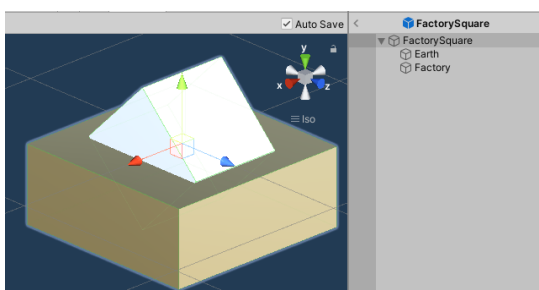 Auto Save
< FactorySquare
FactorySquare
Earth
Factory
y
x
z
Iso